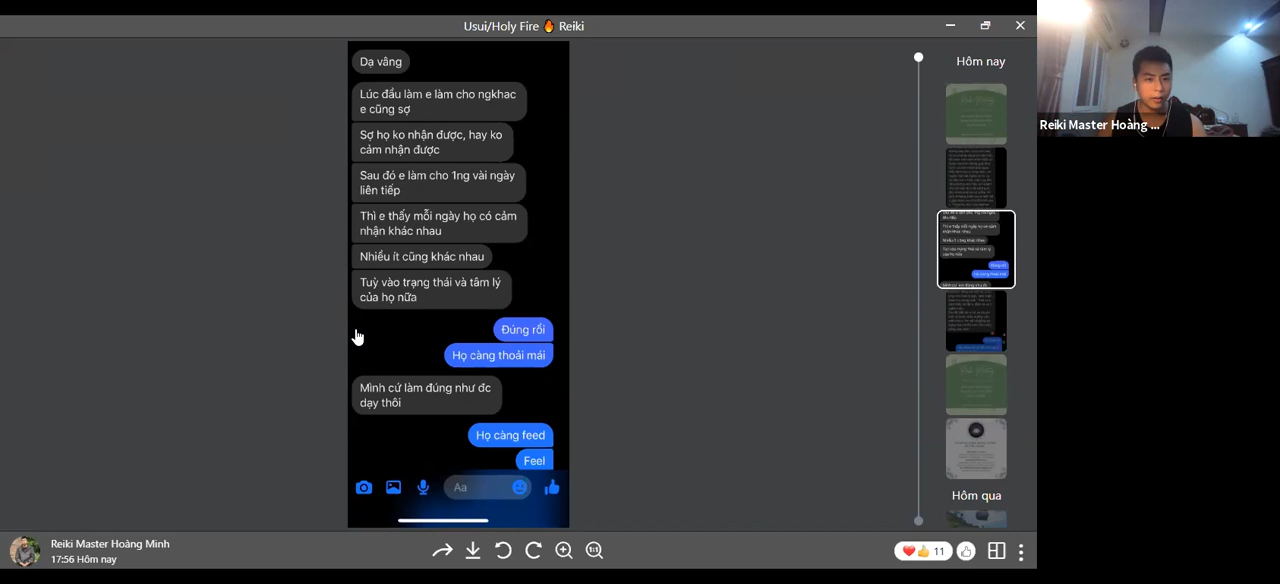 Usui/Holy Fire 🔥 Reiki
Dạ vâng
Lúc đầu làm e làm cho ngkhac
e cũng sợ
Sợ họ ko nhận được, hay ko
cảm nhận được
Sau đó e làm cho 1ng vài ngày
liên tiếp
Thì e thấy mỗi ngày họ có cảm
nhận khác nhau
Nhiều ít cũng khác nhau
Tuỳ vào trạng thái và tâm lý
của họ nữa
Đúng rồi
Họ càng thoải mái
Mình cứ làm đúng như đc
dạy thôi
Họ càng feed
Feel
Aa
Hôm nay
Hôm qua
Reiki Master Hoàng ...
Reiki Master Hoàng Minh
17:56 Hôm nay
11